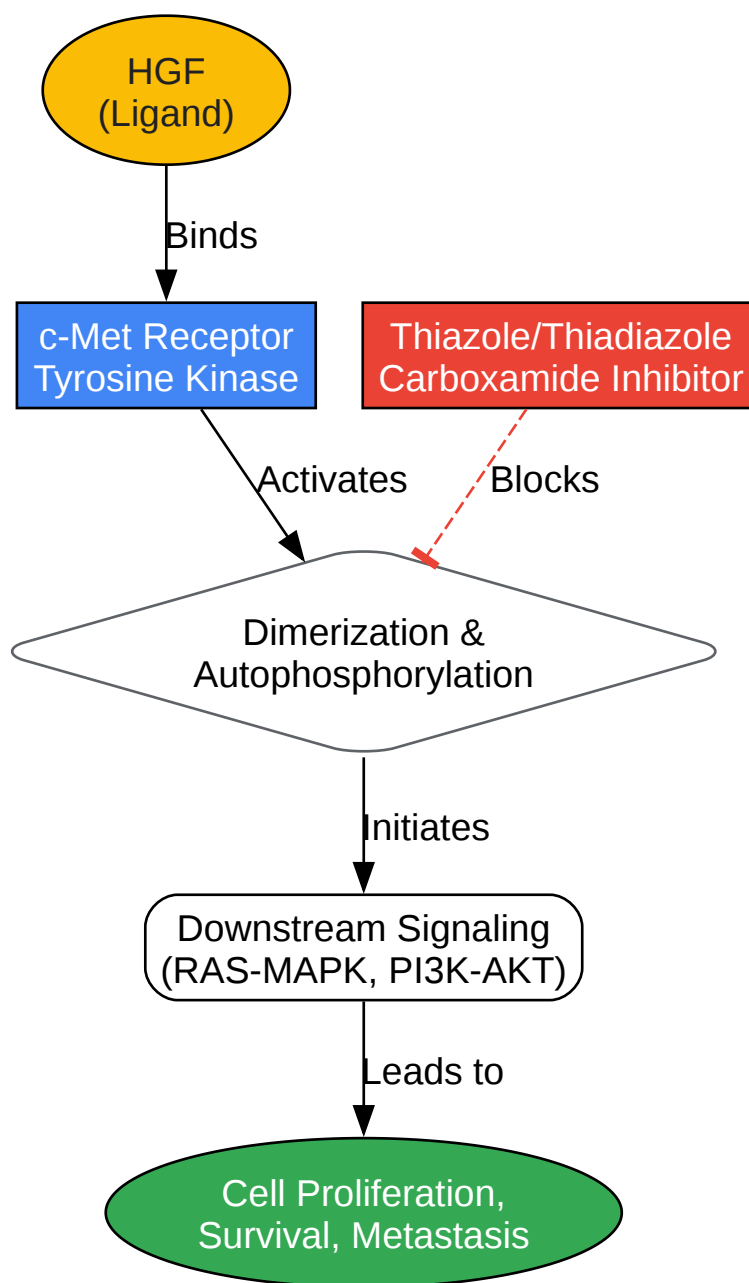 HGF
(Ligand)
Binds
c-Met Receptor
Tyrosine Kinase
Thiazole/Thiadiazole
Carboxamide Inhibitor
Activates
Blocks
Dimerization &
Autophosphorylation
Initiates
Downstream Signaling
(RAS-MAPK, PI3K-AKT)
Leads to
Cell Proliferation,
Survival, Metastasis